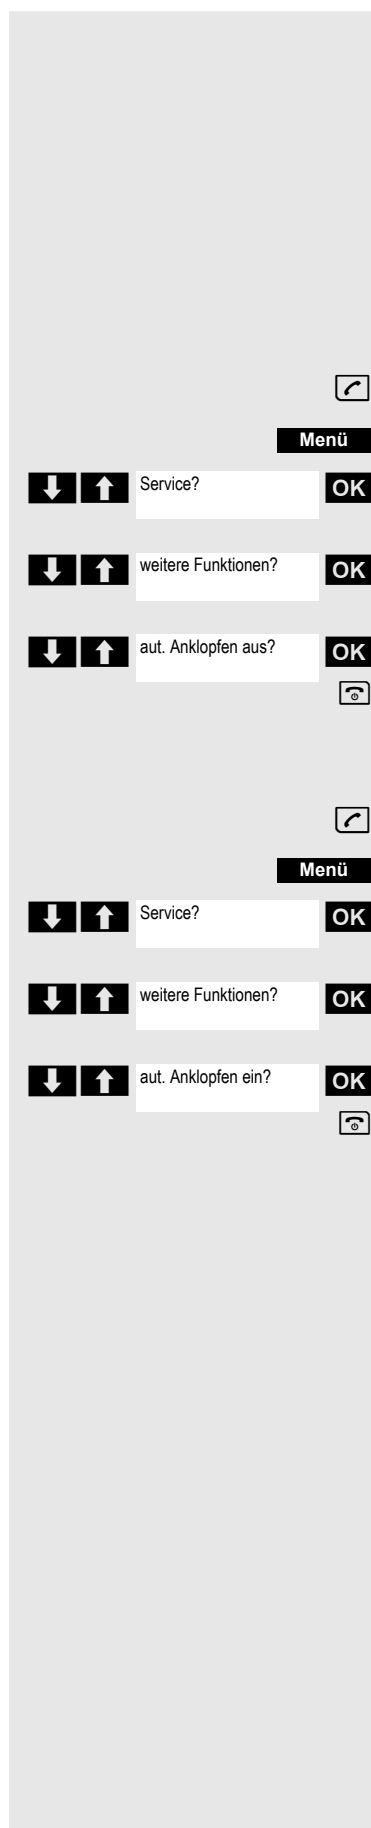 Menü
Service? OK
weitere Funktionen? OK
aut. Anklopfen aus? OK
Menü
Service? OK
weitere Funktionen? OK
aut. Anklopfen ein? OK